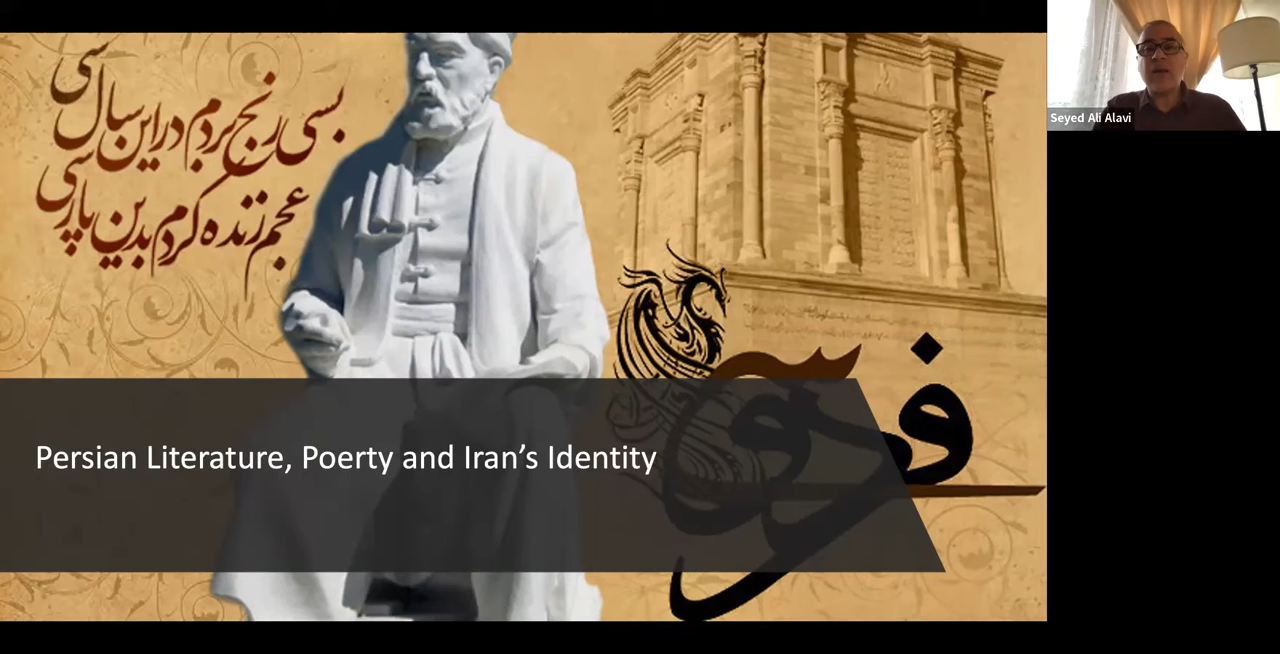 بسی رنج بردم در این سال سی
عجم زنده کردم بدین پارسی
Persian Literature, Poerty and Iran’s Identity
Seyed Ali Alavi